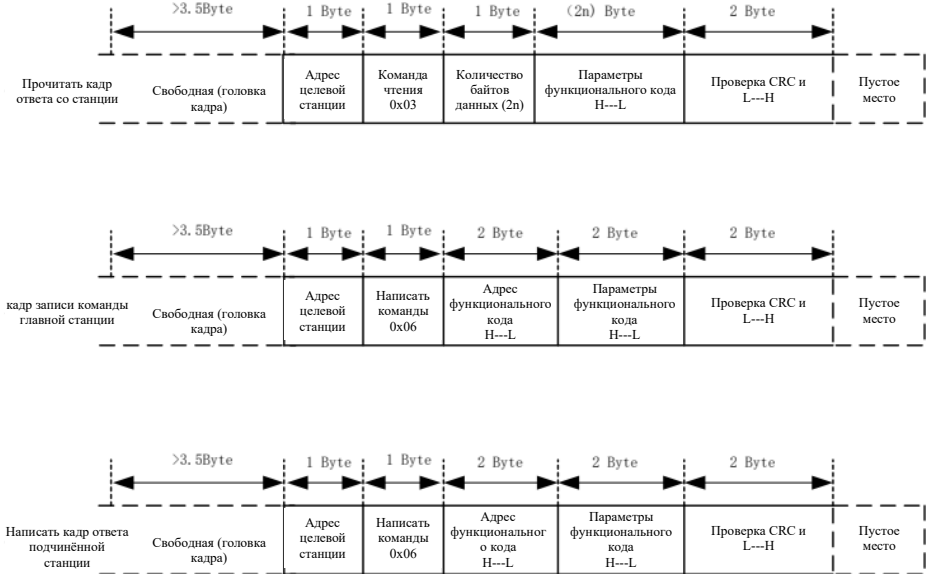 >3.5Byte 1 Byte 1 Byte 1 Byte (2n) Byte 2 Byte
Прочитать кадр
ответа со станции
Свободная (головка
кадра)
Адрес
целевой
станции
Команда
чтения
0x03
Количество
байтов
данных (2n)
Параметры
функционального кода
H---L
Проверка CRC и
L---H
Пустое
место
>3.5Byte 1 Byte 1 Byte 2 Byte 2 Byte 2 Byte
кадр записи команды
главной станции
Свободная (головка
кадра)
Адрес
целевой
станции
Написать
команды
0x06
Адрес
функционального
кода
H---L
Параметры
функционального
кода
H---L
Проверка CRC и
L---H
Пустое
место
>3.5Byte 1 Byte 1 Byte 2 Byte 2 Byte 2 Byte
Написать кадр ответа
подчинённой
станции
Свободная (головка
кадра)
Адрес
целевой
станции
Написать
команды
0x06
Адрес
функциональног
о кода
H---L
Параметры
функционального
кода
H---L
Проверка CRC и
L---H
Пустое
место